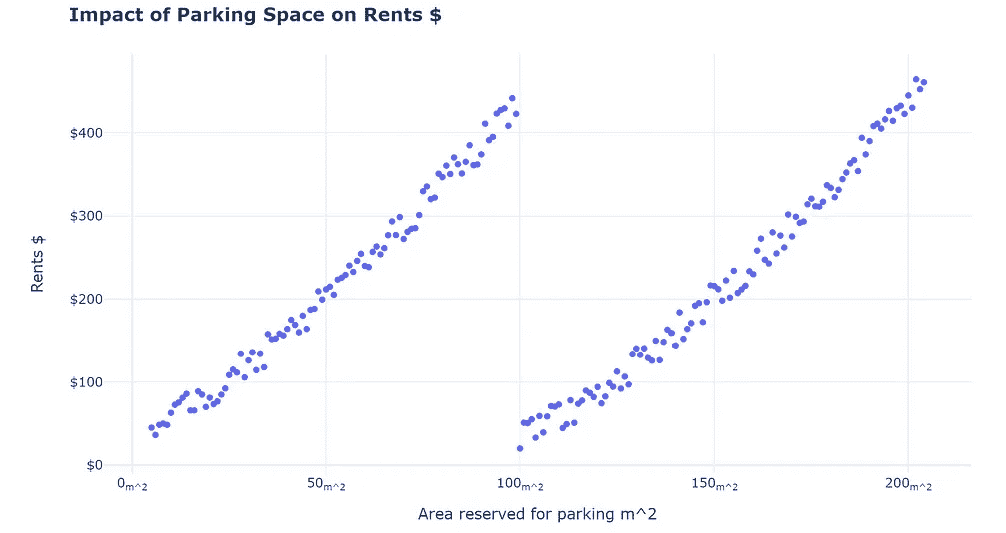 Impact of Parking Space on Rents $
$400
$300
$200
$100
$0
Rents $
0m^2 50m^2 100m^2 150m^2 200m^2
Area reserved for parking m^2